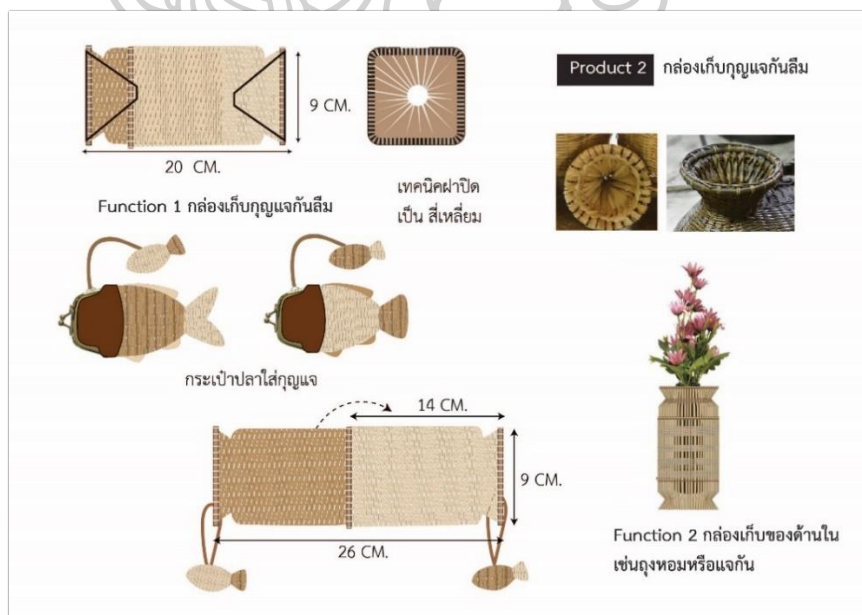 Product 2 กล่องเก็บกุญแจกันลืม
9 CM.
20 CM.
Function 1 กล่องเก็บกุญแจกันลืม
เทคนิคฝาปิด
เป็น สี่เหลี่ยม
กระเป๋าปลาใส่กุญแจ
14 CM.
9 CM.
26 CM.
Function 2 กล่องเก็บของด้านใน
เช่นถุงหอมหรือแจกัน